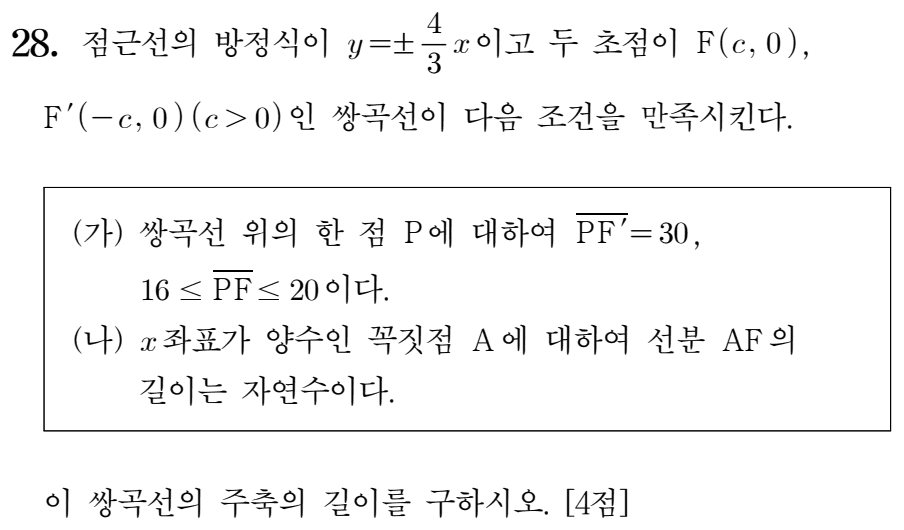 28. 점근선의 방정식이 y=±\frac{4}{3}x이고 두 초점이 F(c, 0),
F′(−c, 0)(c>0)인 쌍곡선이 다음 조건을 만족시킨다.
(가) 쌍곡선 위의 한 점 P에 대하여 \overline{PF′}=30,
16≤\overline{PF}≤20이다.
(나) x좌표가 양수인 꼭짓점 A에 대하여 선분 AF의
길이는 자연수이다.
이 쌍곡선의 주축의 길이를 구하시오. [4점]